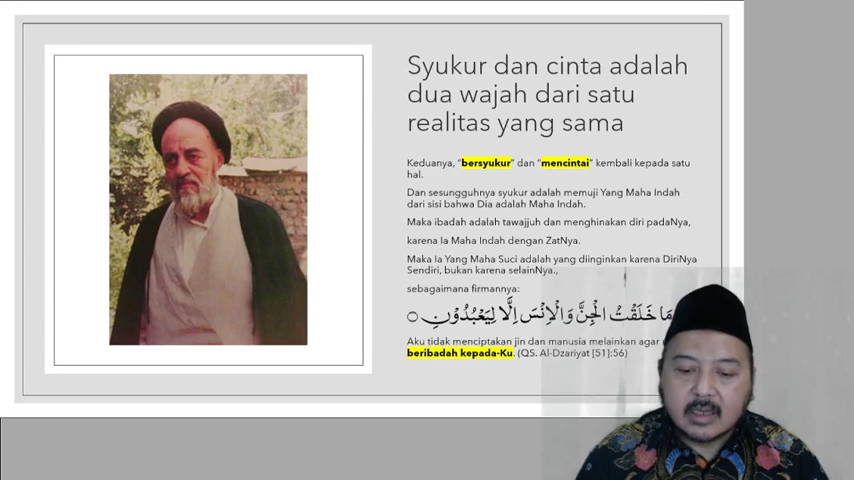 Syukur dan cinta adalah
dua wajah dari satu
realitas yang sama
Keduanya, “bersyukur” dan “mencintai” kembali kepada satu
hal.
Dan sesungguhnya syukur adalah memuji Yang Maha Indah
dari sisi bahwa Dia adalah Maha Indah.
Maka ibadah adalah tawajjuh dan menghinakan diri padaNya,
karena Ia Maha Indah dengan ZatNya.
Maka Ia Yang Maha Suci adalah yang diinginkan karena DiriNya
Sendiri, bukan karena selainNya.,
sebagaimana firmannya:
مَا خَلَقْتُ الْجِنَّ وَالْاِنْسَ اِلَّا لِيَعْبُدُوْنِ
Aku tidak menciptakan jin dan manusia melainkan agar
beribadah kepada-Ku. (QS. Al-Dzariyat [51]:56)